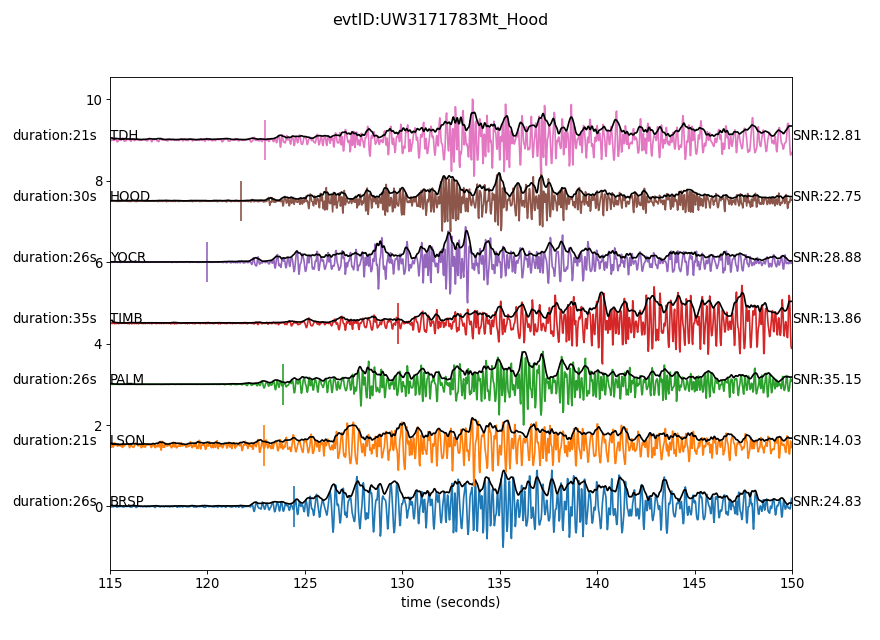 evtID:UW3171783Mt_Hood
10
duration:21s TDH SNR:12.81
8
duration:30s HOOD SNR:22.75
duration:26s YOCR SNR:28.88
6
duration:35s TIMB SNR:13.86
4
duration:26s PALM SNR:35.15
2
duration:21s LSON SNR:14.03
duration:26s BRSP SNR:24.83
0
115 120 125 130 135 140 145 150
time (seconds)